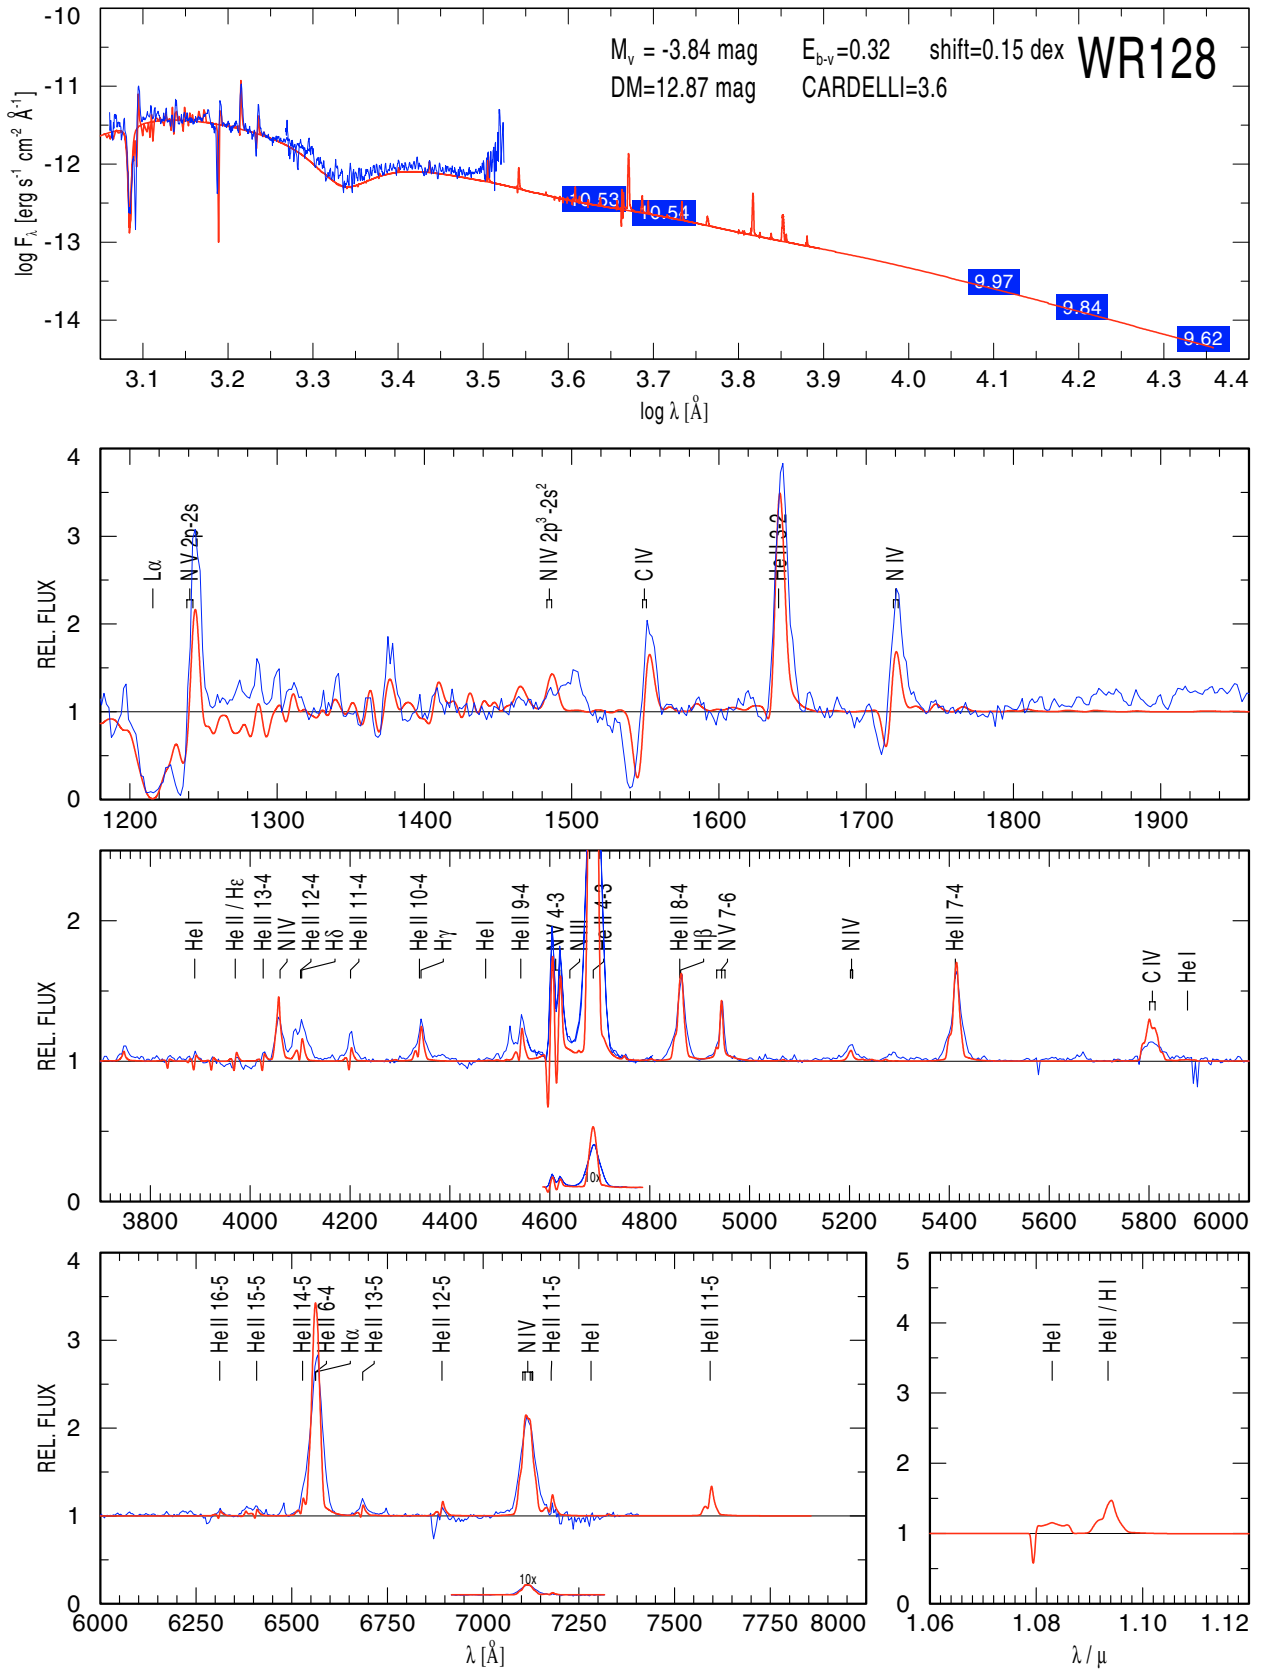 M_v = -3.84 mag E_b-v=0.32 shift=0.15 dex WR128
DM=12.87 mag CARDELLI=3.6
log F_λ [erg s⁻¹ cm⁻² Å⁻¹]
-10
-11
-12
-13
-14
10.53 10.54 9.97 9.84 9.62
3.1 3.2 3.3 3.4 3.5 3.6 3.7 3.8 3.9 4.0 4.1 4.2 4.3 4.4
log λ [Å]
REL. FLUX
4
3
2
1
0
Lα
N V 2p-2s
N IV 2p³-2s²
C IV
He II 3-2
N IV
1200 1300 1400 1500 1600 1700 1800 1900
REL. FLUX
2
1
0
He I
He II / Hε
He II 13-4
N IV
He II 12-4
Hδ
He II 11-4
He II 10-4
Hγ
He I
He II 9-4
N V 4-3
N III
He II 4-3
He II 8-4
Hβ
N V 7-6
N IV
He II 7-4
C IV
He I
10x
3800 4000 4200 4400 4600 4800 5000 5200 5400 5600 5800 6000
REL. FLUX
4
3
2
1
0
He II 16-5
He II 15-5
He II 14-5
He II 6-4
Hα
He II 13-5
He II 12-5
N IV
He II 11-5
He I
He II 11-5
10x
6000 6250 6500 6750 7000 7250 7500 7750 8000
λ [Å]
5
4
3
2
1
0
He I
He II / H I
1.06 1.08 1.10 1.12
λ / μ